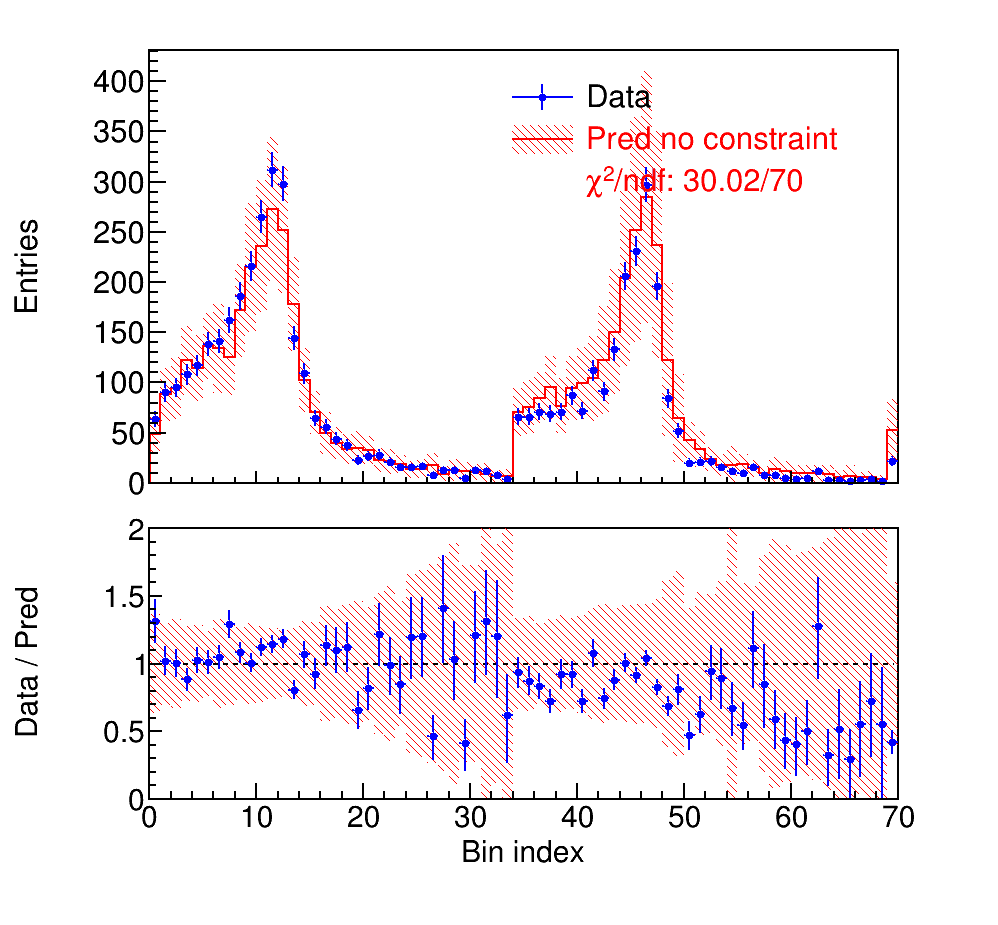 Entries
400
350
300
250
200
150
100
50
0
Data
Pred no constraint
χ²/ndf: 30.02/70
Data / Pred
2
1.5
1
0.5
0
0 10 20 30 40 50 60 70
Bin index